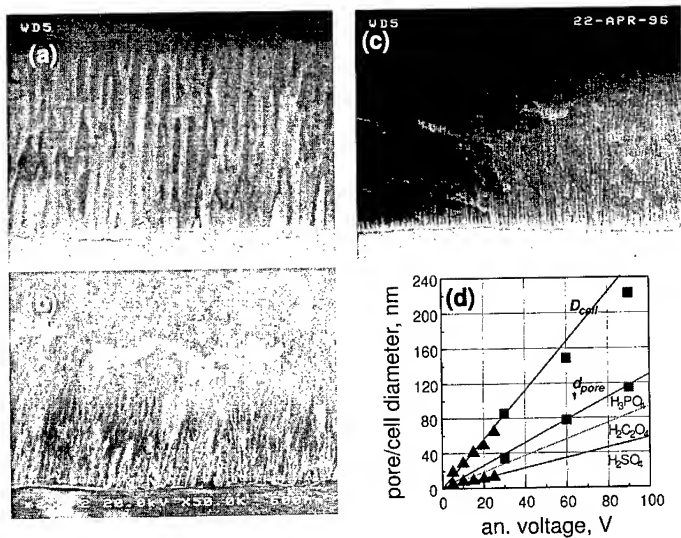 WD5
(a)
22-APR-96
WD5
(c)
20.0KV X50.0K 600nm
(d)
pore/cell diameter, nm
240
200
160
120
80
40
0
D_cell
d_pore
H₃PO₄
H₂C₂O₄
H₂SO₄
0 20 40 60 80 100
an. voltage, V